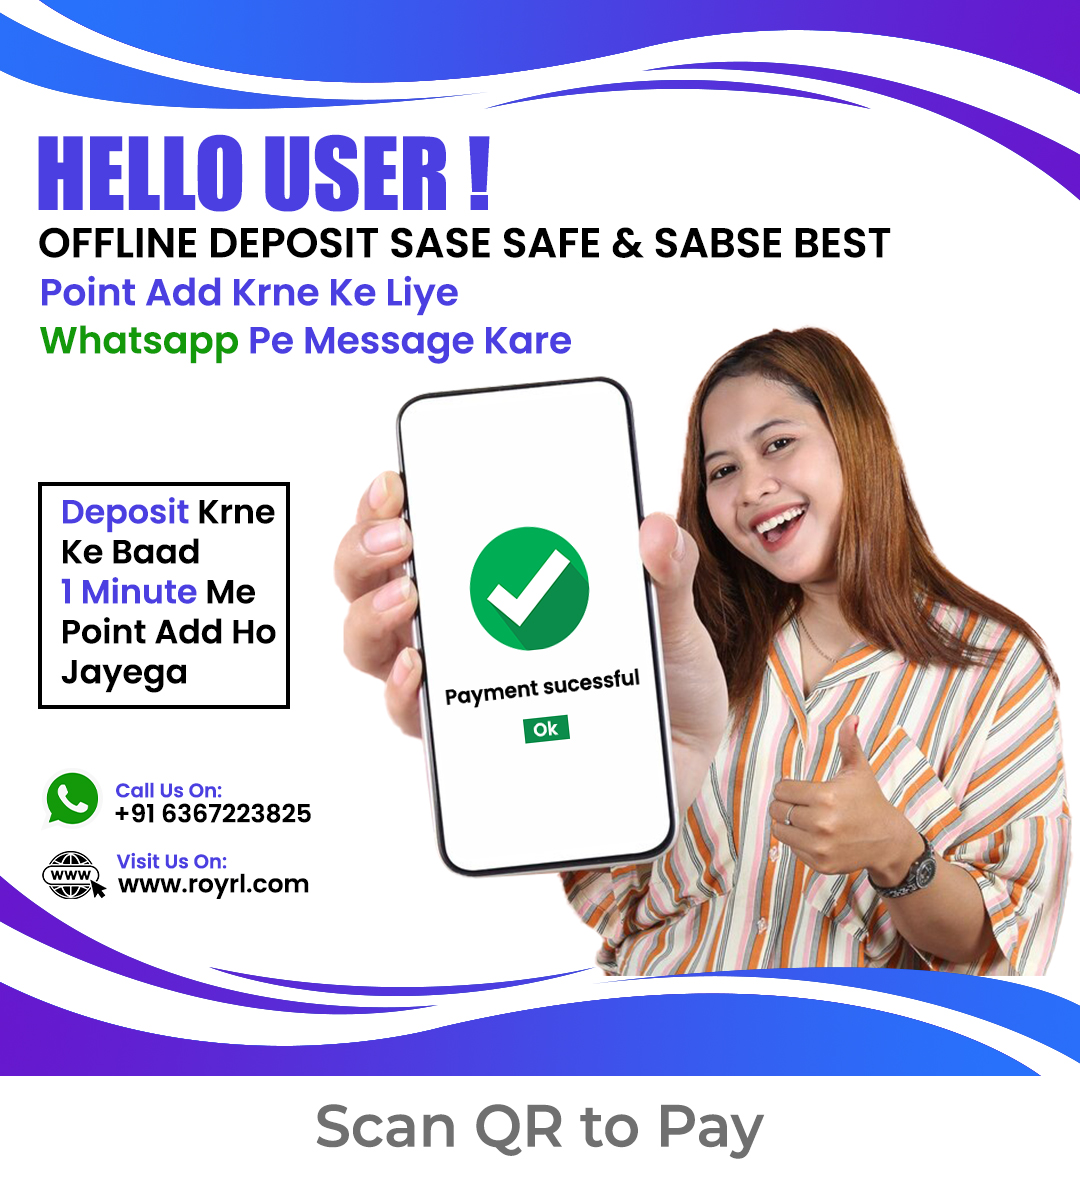 HELLO USER !
OFFLINE DEPOSIT SASE SAFE & SABSE BEST
Point Add Krne Ke Liye
Whatsapp Pe Message Kare
Deposit Krne
Ke Baad
1 Minute Me
Point Add Ho
Jayega
Payment sucessful
Ok
Call Us On:
+91 6367223825
Visit Us On:
www
www.royrl.com
Scan QR to Pay